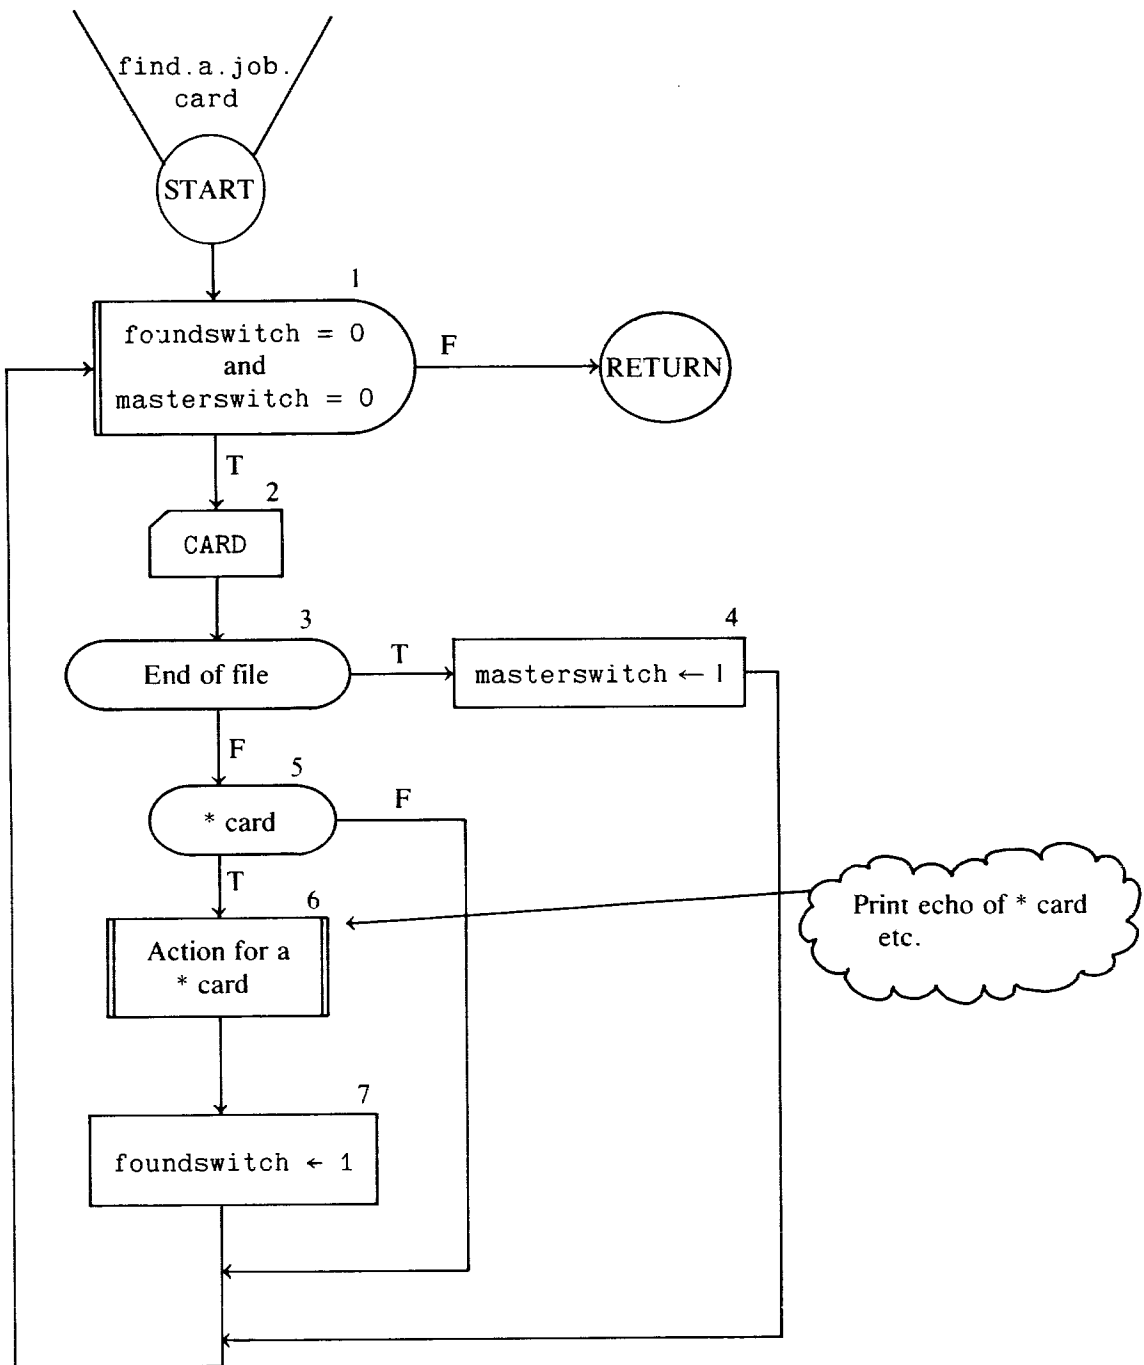 find.a.job.
card
START
1
foundswitch = 0
and
masterswitch = 0
F
RETURN
T
2
CARD
3
End of file
T
4
masterswitch ← 1
F
5
* card
F
T
6
Action for a
* card
Print echo of * card
etc.
7
foundswitch ← 1